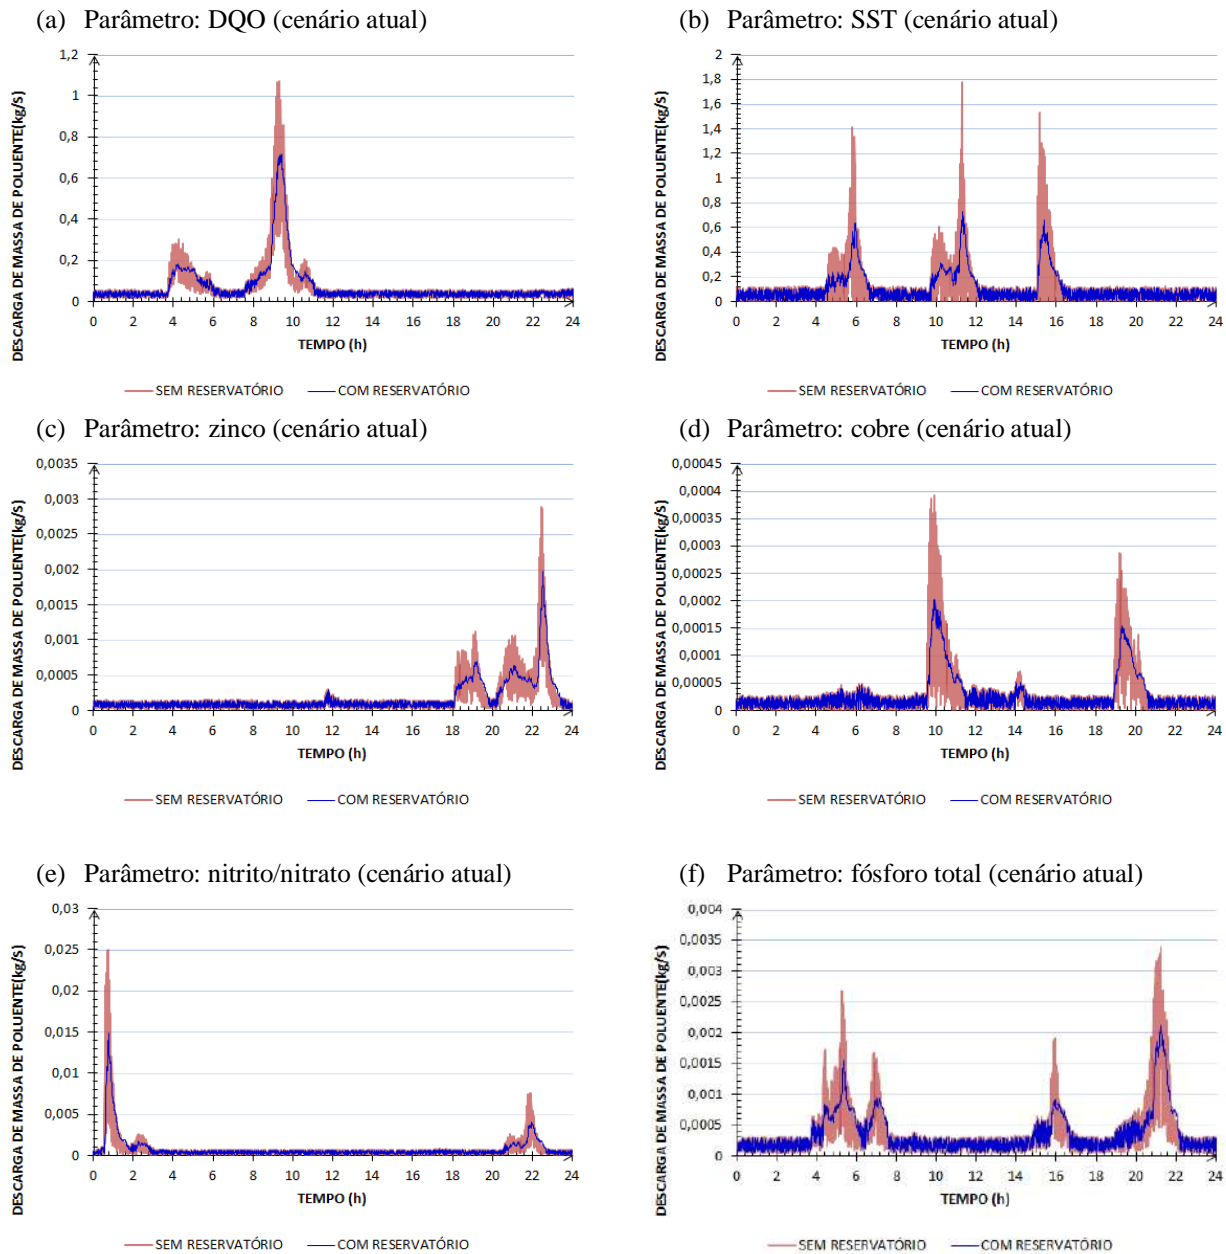 (a) Parâmetro: DQO (cenário atual)
DESCARGA DE MASSA DE POLUENTE(kg/S)
1,2
1
0,8
0,6
0,4
0,2
0
0 2 4 6 8 10 12 14 16 18 20 22 24
TEMPO (h)
SEM RESERVATÓRIO COM RESERVATÓRIO
(b) Parâmetro: SST (cenário atual)
DESCARGA DE MASSA DE POLUENTE(kg/S)
2
1,8
1,6
1,4
1,2
1
0,8
0,6
0,4
0,2
0
0 2 4 6 8 10 12 14 16 18 20 22 24
TEMPO (h)
SEM RESERVATÓRIO COM RESERVATÓRIO
(c) Parâmetro: zinco (cenário atual)
DESCARGA DE MASSA DE POLUENTE(kg/S)
0,0035
0,003
0,0025
0,002
0,0015
0,001
0,0005
0
0 2 4 6 8 10 12 14 16 18 20 22 24
TEMPO (h)
SEM RESERVATÓRIO COM RESERVATÓRIO
(d) Parâmetro: cobre (cenário atual)
DESCARGA DE MASSA DE POLUENTE(kg/S)
0,00045
0,0004
0,00035
0,0003
0,00025
0,0002
0,00015
0,0001
0,00005
0
0 2 4 6 8 10 12 14 16 18 20 22 24
TEMPO (h)
SEM RESERVATÓRIO COM RESERVATÓRIO
(e) Parâmetro: nitrito/nitrato (cenário atual)
DESCARGA DE MASSA DE POLUENTE(kg/S)
0,03
0,025
0,02
0,015
0,01
0,005
0
0 2 4 6 8 10 12 14 16 18 20 22 24
TEMPO (h)
SEM RESERVATÓRIO COM RESERVATÓRIO
(f) Parâmetro: fósforo total (cenário atual)
DESCARGA DE MASSA DE POLUENTE(kg/S)
0,004
0,0035
0,003
0,0025
0,002
0,0015
0,001
0,0005
0
0 2 4 6 8 10 12 14 16 18 20 22 24
TEMPO (h)
SEM RESERVATÓRIO COM RESERVATÓRIO